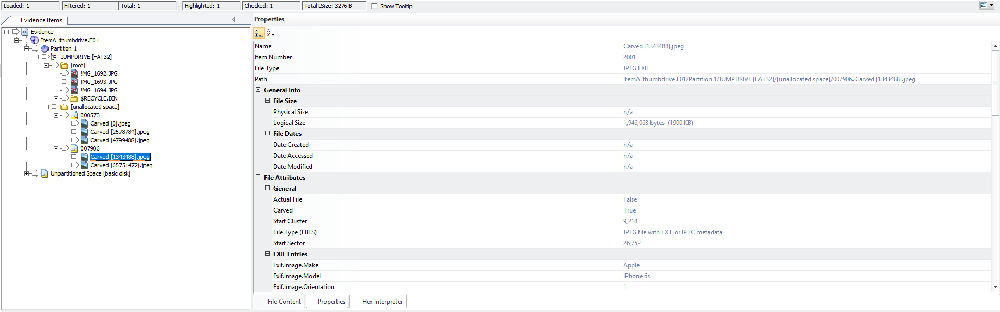 Loaded: 1 Filtered: 1 Total: 1 Highlighted: 1 Checked: 1 Total LSize: 3276 B Show Tooltip
Evidence Items
Evidence
ItemA_thumbdrive.E01
Partition 1
JUMPDRIVE [FAT32]
[root]
!MG_1692.JPG
!MG_1693.JPG
!MG_1694.JPG
$RECYCLE.BIN
[unallocated space]
000573
Carved [0].jpeg
Carved [2678784].jpeg
Carved [4799488].jpeg
007906
Carved [1343488].jpeg
Carved [65751472].jpeg
Unpartitioned Space [basic disk]
Properties
Name Carved [1343488].jpeg
Item Number 2001
File Type JPEG EXIF
Path ItemA_thumbdrive.E01/Partition 1/JUMPDRIVE [FAT32]/[unallocated space]/007906»Carved [1343488].jpeg
General Info
File Size
Physical Size n/a
Logical Size 1,946,063 bytes (1900 KB)
File Dates
Date Created n/a
Date Accessed n/a
Date Modified n/a
File Attributes
General
Actual File False
Carved True
Start Cluster 9,218
File Type (FBFS) JPEG file with EXIF or IPTC metadata
Start Sector 26,752
EXIF Entries
Exif.Image.Make Apple
Exif.Image.Model iPhone 6s
Exif.Image.Orientation 1
File Content Properties Hex Interpreter